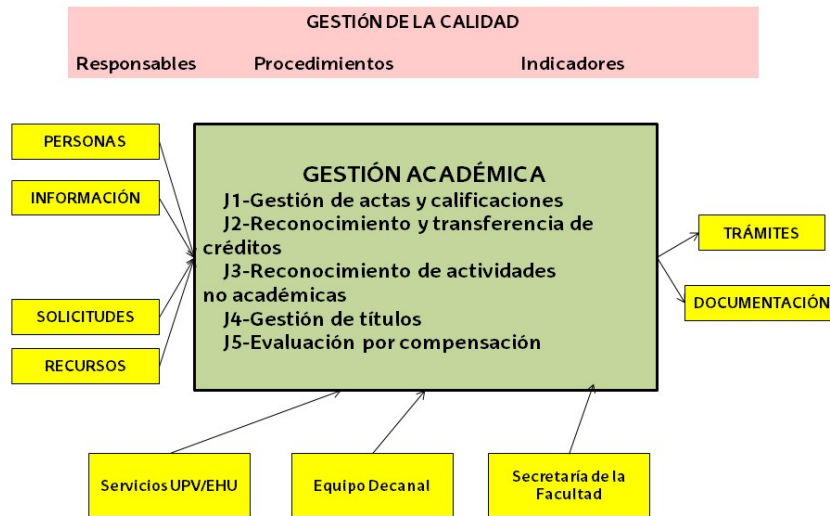 GESTIÓN DE LA CALIDAD
Responsables Procedimientos Indicadores
PERSONAS
INFORMACIÓN
SOLICITUDES
RECURSOS
GESTIÓN ACADÉMICA
J1-Gestión de actas y calificaciones
J2-Reconocimiento y transferencia de
créditos
J3-Reconocimiento de actividades
no académicas
J4-Gestión de títulos
J5-Evaluación por compensación
TRÁMITES
DOCUMENTACIÓN
Servicios UPV/EHU
Equipo Decanal
Secretaría de la
Facultad